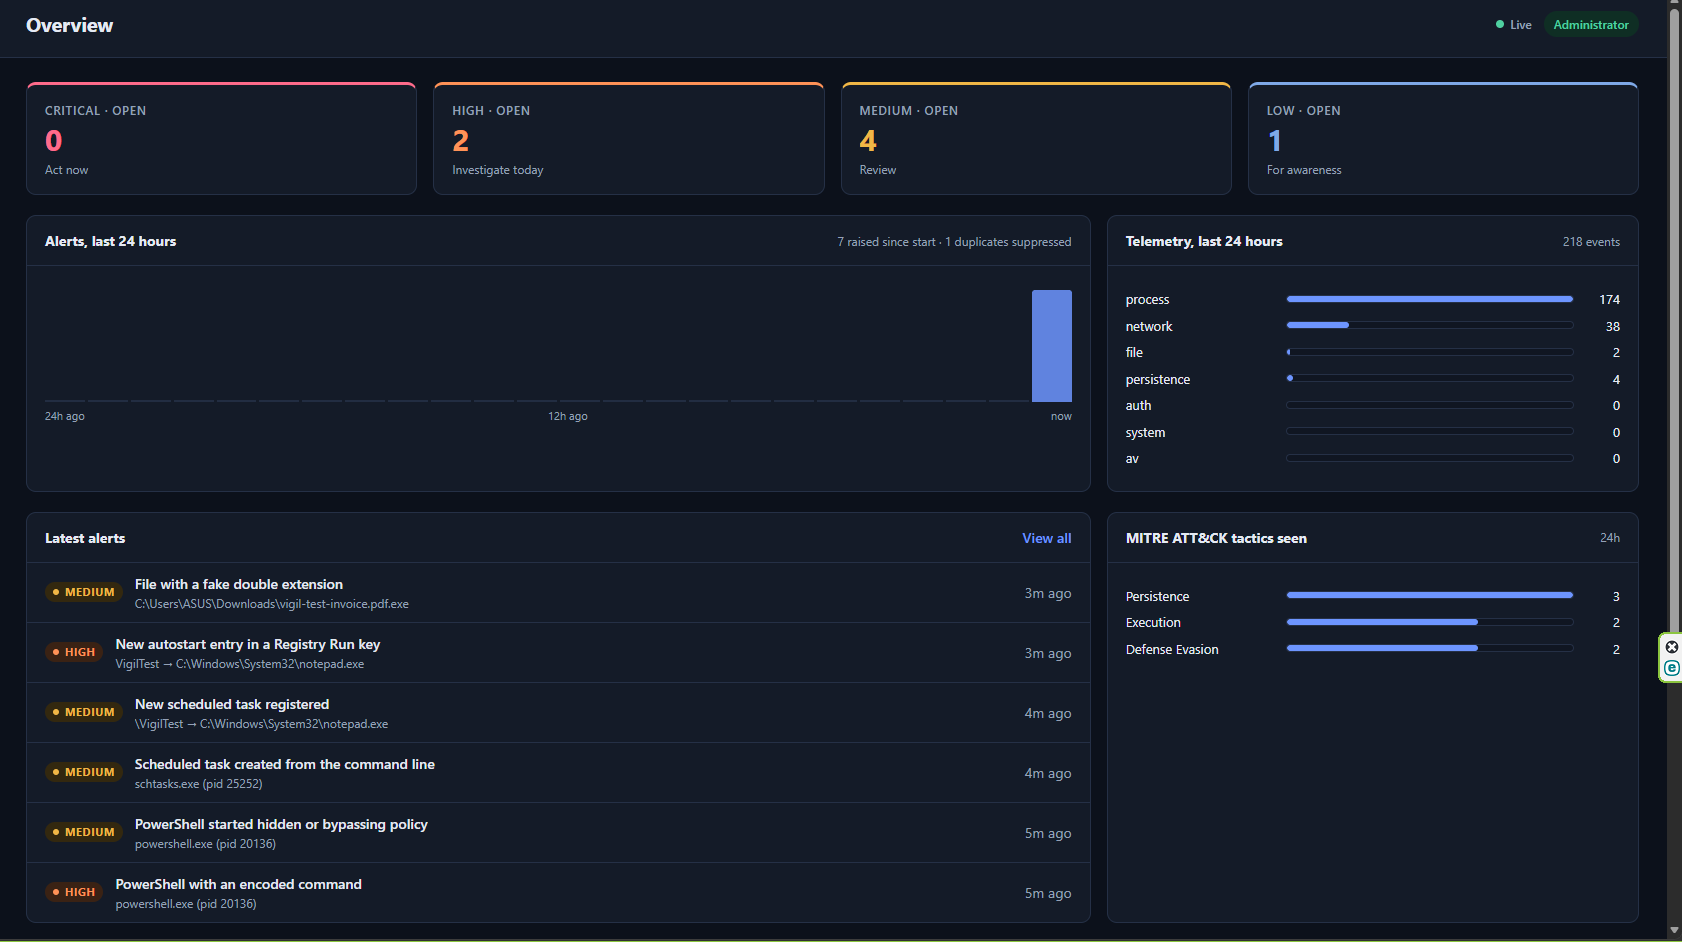 Overview
Live
Administrator
CRITICAL · OPEN
0
Act now
HIGH · OPEN
2
Investigate today
MEDIUM · OPEN
4
Review
LOW · OPEN
1
For awareness
Alerts, last 24 hours
7 raised since start · 1 duplicates suppressed
24h ago
12h ago
now
Telemetry, last 24 hours
218 events
process 174
network 38
file 2
persistence 4
auth 0
system 0
av 0
Latest alerts
View all
MEDIUM
File with a fake double extension
C:\Users\ASUS\Downloads\vigil-test-invoice.pdf.exe
3m ago
HIGH
New autostart entry in a Registry Run key
VigilTest → C:\Windows\System32\notepad.exe
3m ago
MEDIUM
New scheduled task registered
\VigilTest → C:\Windows\System32\notepad.exe
4m ago
MEDIUM
Scheduled task created from the command line
schtasks.exe (pid 25252)
4m ago
MEDIUM
PowerShell started hidden or bypassing policy
powershell.exe (pid 20136)
5m ago
HIGH
PowerShell with an encoded command
powershell.exe (pid 20136)
5m ago
MITRE ATT&CK tactics seen
24h
Persistence 3
Execution 2
Defense Evasion 2